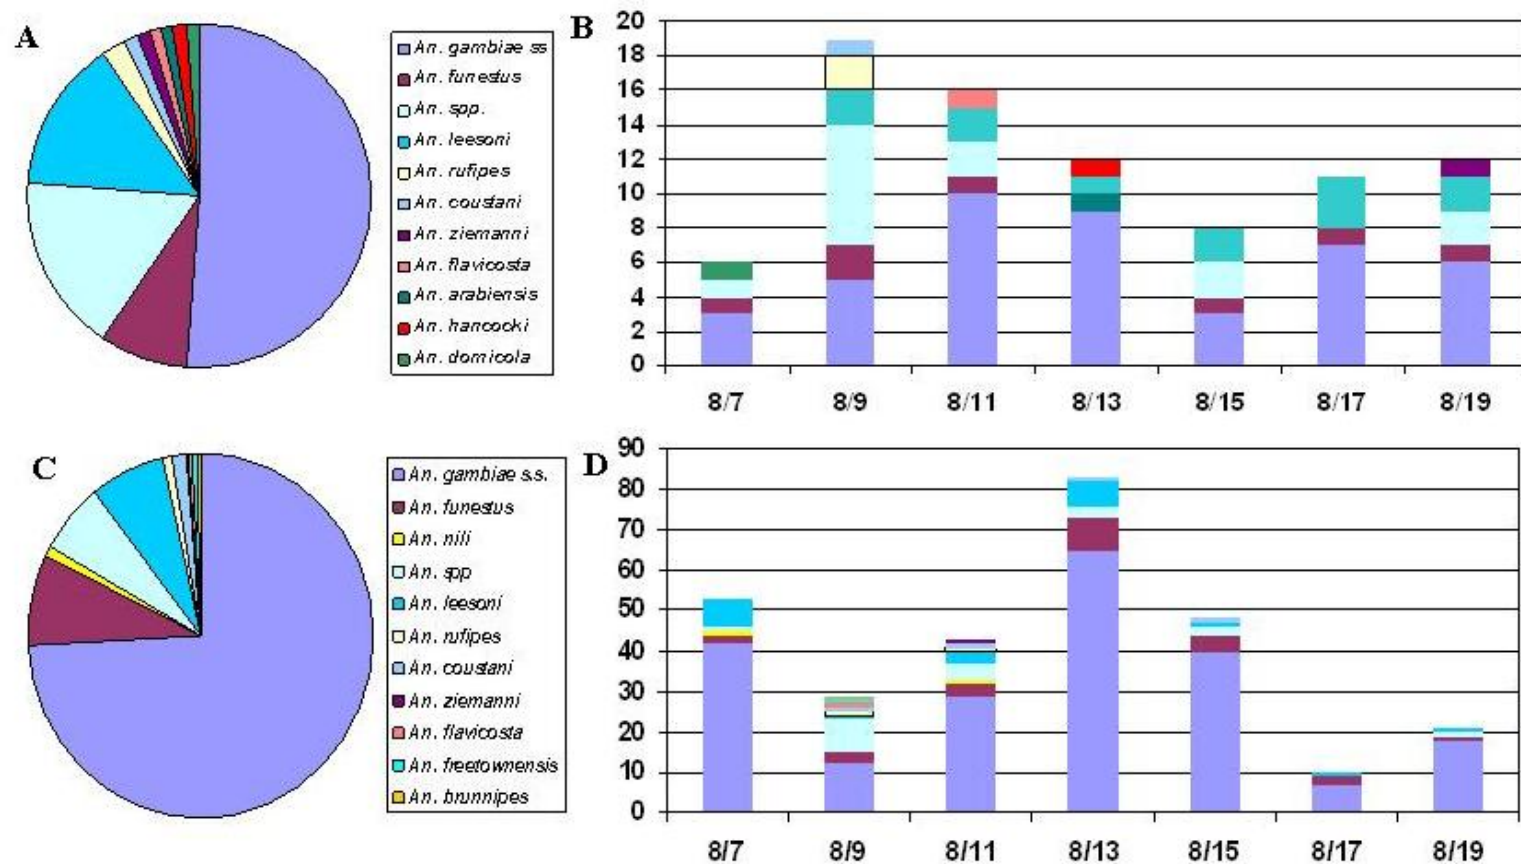 A
An. gambiae ss
An. funestus
An. spp.
An. leesoni
An. rufipes
An. coustani
An. ziemanni
An. flavicosta
An. arabiensis
An. hancocki
An. domicola
B
20
18
16
14
12
10
8
6
4
2
0
8/7 8/9 8/11 8/13 8/15 8/17 8/19
C
An. gambiae s.s.
An. funestus
An. nili
An. spp
An. leesoni
An. rufipes
An. coustani
An. ziemanni
An. flavicosta
An. freetownensis
An. brunnipes
D
90
80
70
60
50
40
30
20
10
0
8/7 8/9 8/11 8/13 8/15 8/17 8/19